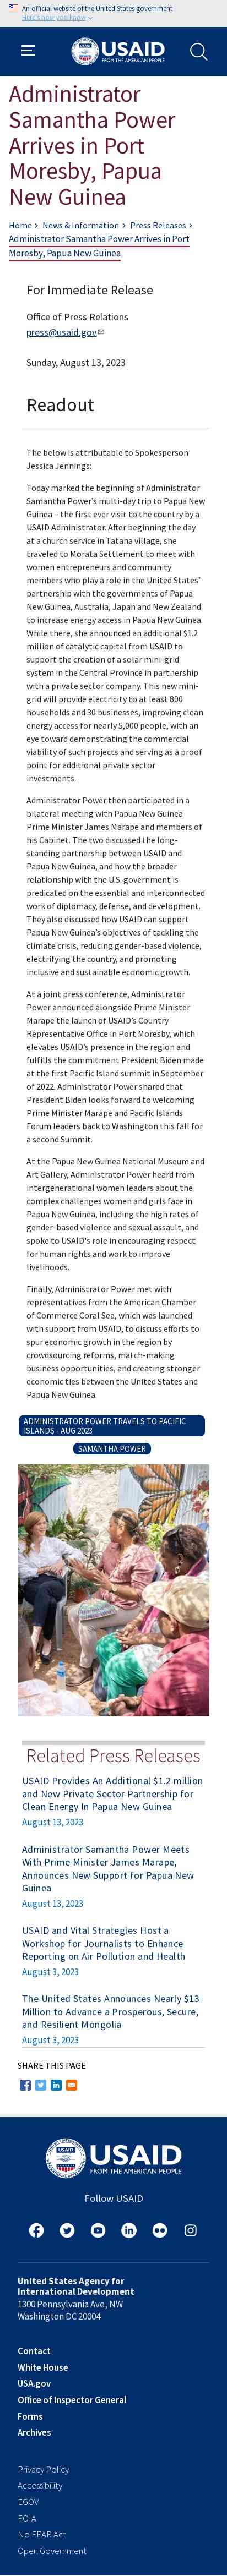 An official website of the United States government
Here's how you know
USAID
FROM THE AMERICAN PEOPLE
Administrator
Samantha Power
Arrives in Port
Moresby, Papua
New Guinea
Home › News & Information › Press Releases ›
Administrator Samantha Power Arrives in Port
Moresby, Papua New Guinea
For Immediate Release
Office of Press Relations
press@usaid.gov
Sunday, August 13, 2023
Readout
The below is attributable to Spokesperson
Jessica Jennings:
Today marked the beginning of Administrator
Samantha Power’s multi-day trip to Papua New
Guinea – the first ever visit to the country by a
USAID Administrator. After beginning the day
at a church service in Tatana village, she
traveled to Morata Settlement to meet with
women entrepreneurs and community
members who play a role in the United States’
partnership with the governments of Papua
New Guinea, Australia, Japan and New Zealand
to increase energy access in Papua New Guinea.
While there, she announced an additional $1.2
million of catalytic capital from USAID to
support the creation of a solar mini-grid
system in the Central Province in partnership
with a private sector company. This new mini-
grid will provide electricity to at least 800
households and 30 businesses, improving clean
energy access for nearly 5,000 people, with an
eye toward demonstrating the commercial
viability of such projects and serving as a proof
point for additional private sector
investments.
Administrator Power then participated in a
bilateral meeting with Papua New Guinea
Prime Minister James Marape and members of
his Cabinet. The two discussed the long-
standing partnership between USAID and
Papua New Guinea, and how the broader
relationship with the U.S. government is
predicated on the essential and interconnected
work of diplomacy, defense, and development.
They also discussed how USAID can support
Papua New Guinea’s objectives of tackling the
climate crisis, reducing gender-based violence,
electrifying the country, and promoting
inclusive and sustainable economic growth.
At a joint press conference, Administrator
Power announced alongside Prime Minister
Marape the launch of USAID’s Country
Representative Office in Port Moresby, which
elevates USAID’s presence in the region and
fulfills the commitment President Biden made
at the first Pacific Island summit in September
of 2022. Administrator Power shared that
President Biden looks forward to welcoming
Prime Minister Marape and Pacific Islands
Forum leaders back to Washington this fall for
a second Summit.
At the Papua New Guinea National Museum and
Art Gallery, Administrator Power heard from
intergenerational women leaders about the
complex challenges women and girls face in
Papua New Guinea, including the high rates of
gender-based violence and sexual assault, and
spoke to USAID's role in encouraging respect
for human rights and work to improve
livelihoods.
Finally, Administrator Power met with
representatives from the American Chamber
of Commerce Coral Sea, which was launched
with support from USAID, to discuss efforts to
spur economic growth in the region by
crowdsourcing reforms, match-making
business opportunities, and creating stronger
economic ties between the United States and
Papua New Guinea.
ADMINISTRATOR POWER TRAVELS TO PACIFIC
ISLANDS - AUG 2023
SAMANTHA POWER
Related Press Releases
USAID Provides An Additional $1.2 million
and New Private Sector Partnership for
Clean Energy In Papua New Guinea
August 13, 2023
Administrator Samantha Power Meets
With Prime Minister James Marape,
Announces New Support for Papua New
Guinea
August 13, 2023
USAID and Vital Strategies Host a
Workshop for Journalists to Enhance
Reporting on Air Pollution and Health
August 3, 2023
The United States Announces Nearly $13
Million to Advance a Prosperous, Secure,
and Resilient Mongolia
August 3, 2023
SHARE THIS PAGE
USAID
FROM THE AMERICAN PEOPLE
Follow USAID
United States Agency for
International Development
1300 Pennsylvania Ave, NW
Washington DC 20004
Contact
White House
USA.gov
Office of Inspector General
Forms
Archives
Privacy Policy
Accessibility
EGOV
FOIA
No FEAR Act
Open Government